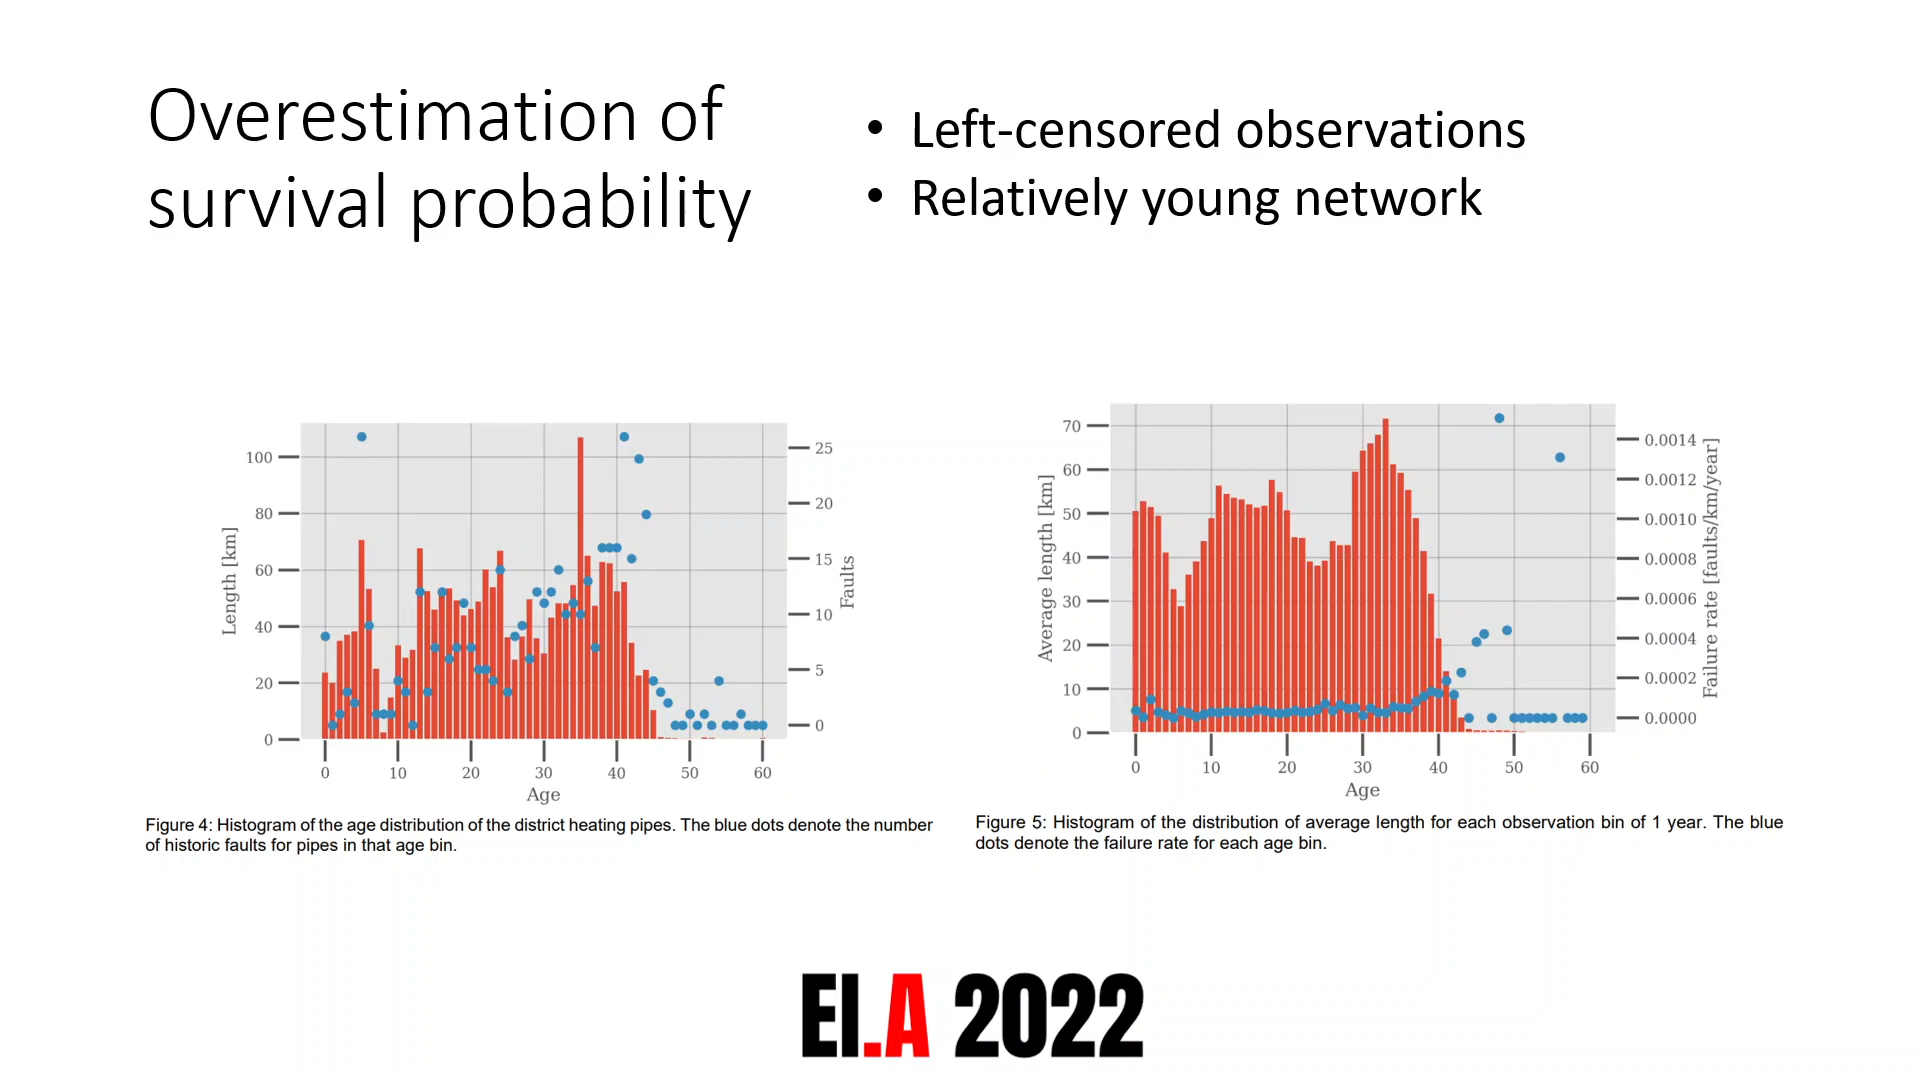 Overestimation of
survival probability
• Left-censored observations
• Relatively young network
100
80
60
40
20
0
Length [km]
25
20
15
10
5
0
Faults
0 10 20 30 40 50 60
Age
Figure 4: Histogram of the age distribution of the district heating pipes. The blue dots denote the number
of historic faults for pipes in that age bin.
70
60
50
40
30
20
10
0
Average length [km]
0.0014
0.0012
0.0010
0.0008
0.0006
0.0004
0.0002
0.0000
Failure rate [faults/km/year]
0 10 20 30 40 50 60
Age
Figure 5: Histogram of the distribution of average length for each observation bin of 1 year. The blue
dots denote the failure rate for each age bin.
EI.A 2022